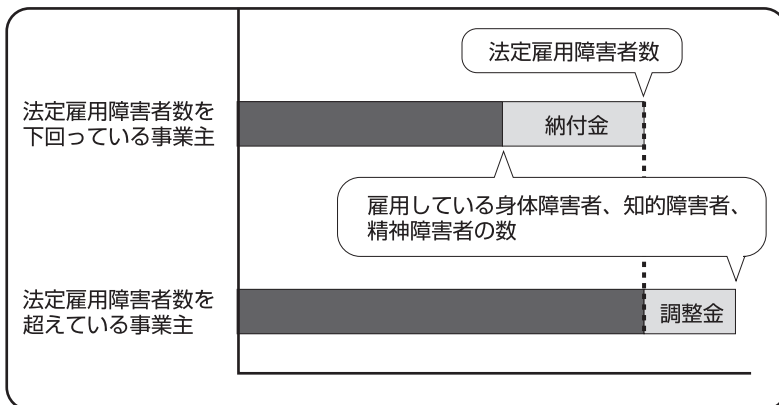 法定雇用障害者数
法定雇用障害者数を
下回っている事業主
納付金
雇用している身体障害者、知的障害者、
精神障害者の数
法定雇用障害者数を
超えている事業主
調整金